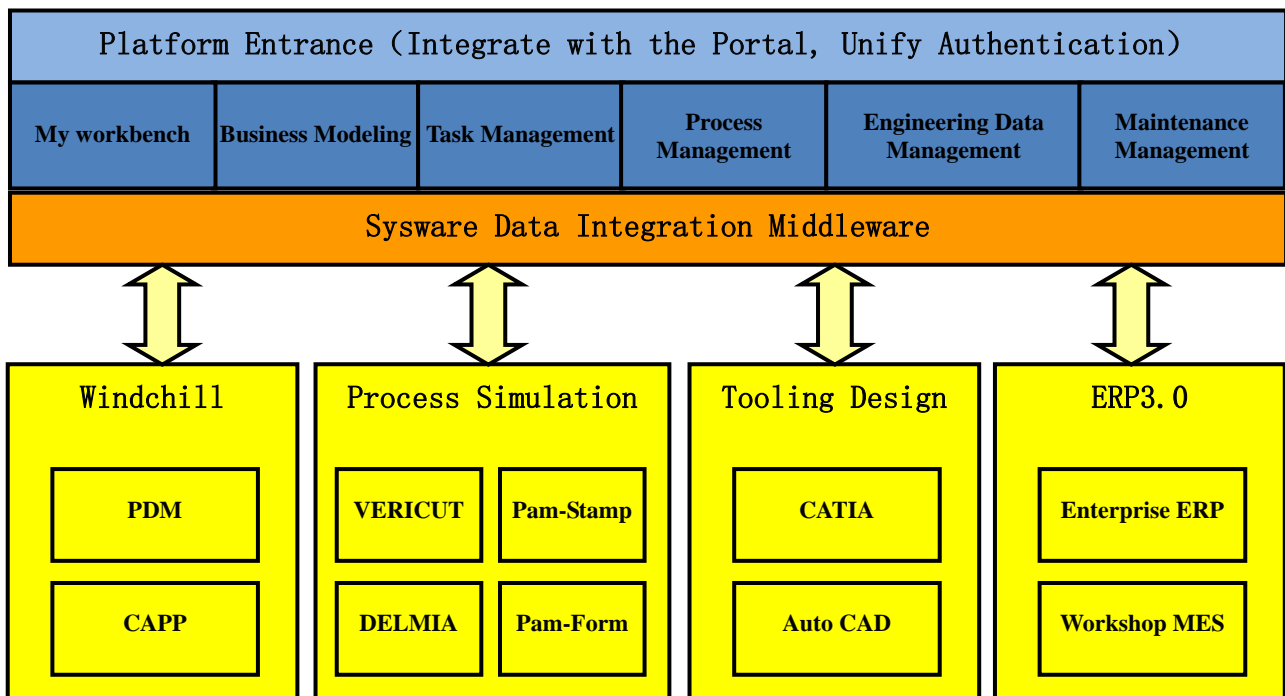 Platform Entrance（Integrate with the Portal, Unify Authentication）
My workbench
Business Modeling
Task Management
Process
Management
Engineering Data
Management
Maintenance
Management
Sysware Data Integration Middleware
Windchill
PDM
CAPP
Process Simulation
VERICUT
Pam-Stamp
DELMIA
Pam-Form
Tooling Design
CATIA
Auto CAD
ERP3.0
Enterprise ERP
Workshop MES